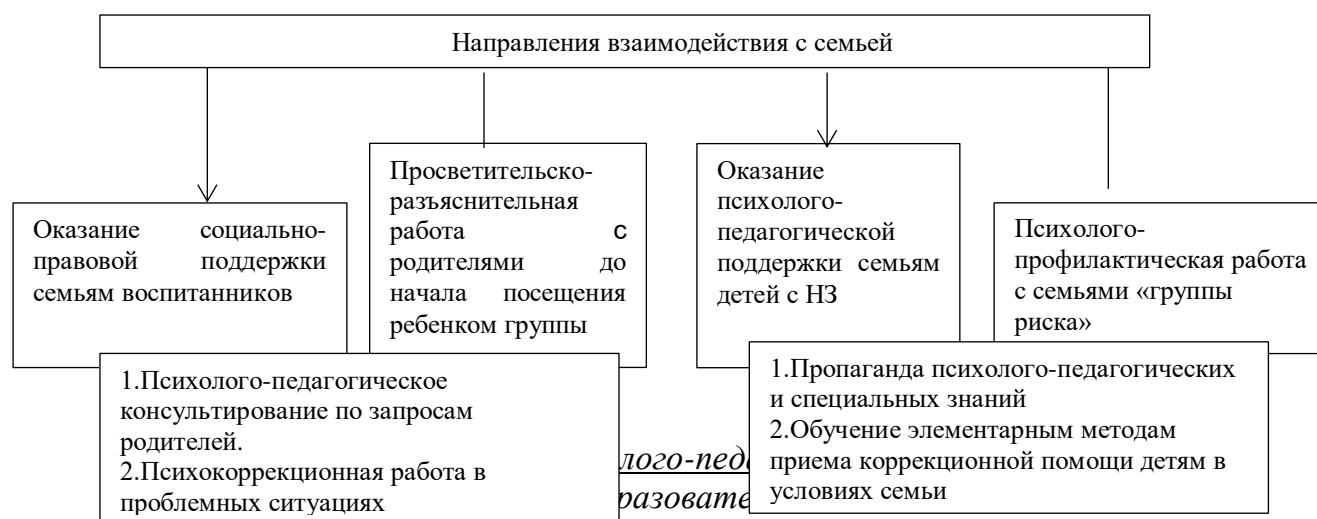 Направления взаимодействия с семьей
Оказание социально-
правовой поддержки
семьям воспитанников
Просветительско-
разъяснительная
работа с
родителями до
начала посещения
ребенком группы
Оказание
психолого-
педагогической
поддержки семьям
детей с НЗ
Психолого-
профилактическая работа
с семьями «группы
риска»
1.Психолого-педагогическое
консультирование по запросам
родителей.
2.Психокоррекционная работа в
проблемных ситуациях
1.Пропаганда психолого-педагогических
и специальных знаний
2.Обучение элементарным методам
приема коррекционной помощи детям в
условиях семьи